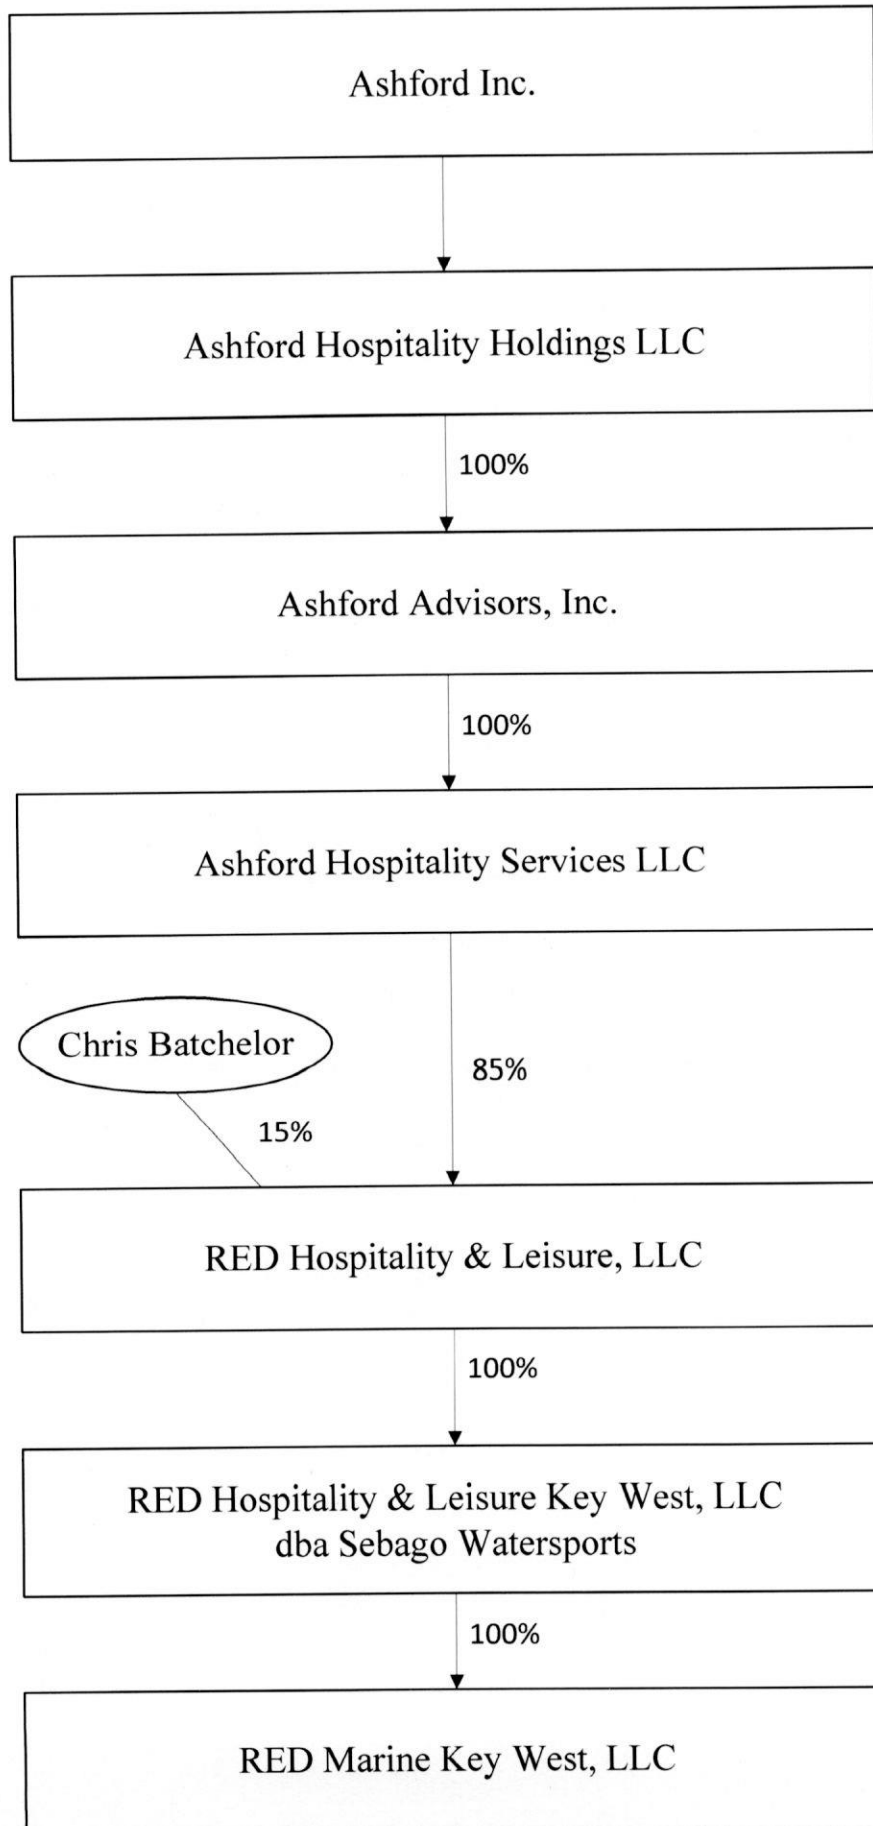 Ashford Inc.
Ashford Hospitality Holdings LLC
100%
Ashford Advisors, Inc.
100%
Ashford Hospitality Services LLC
Chris Batchelor
85%
15%
RED Hospitality & Leisure, LLC
100%
RED Hospitality & Leisure Key West, LLC
dba Sebago Watersports
100%
RED Marine Key West, LLC